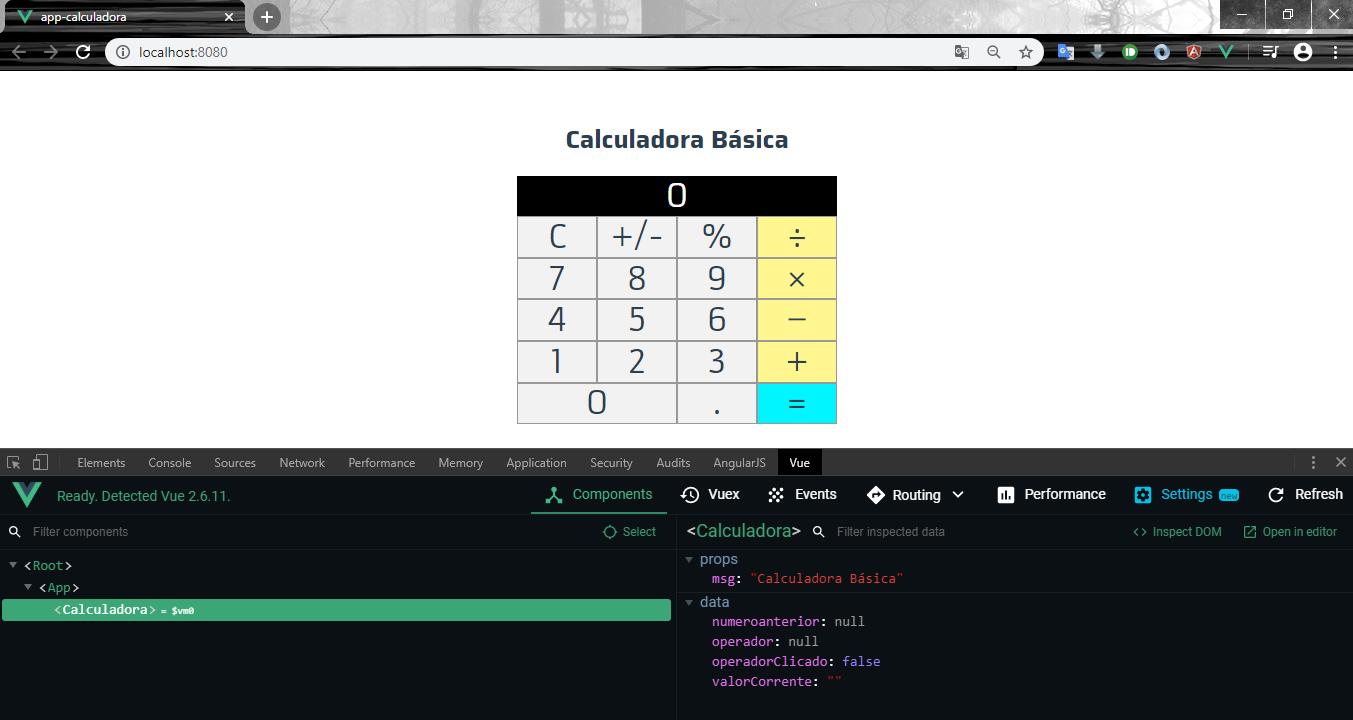 app-calculadora
localhost:8080
Calculadora Básica
0
C +/- % ÷
7 8 9 ×
4 5 6 −
1 2 3 +
0 . =
Elements Console Sources Network Performance Memory Application Security Audits AngularJS Vue
Ready. Detected Vue 2.6.11.
Components Vuex Events Routing Performance Settings new Refresh
Filter components Select
<Calculadora> Filter inspected data Inspect DOM Open in editor
<Root>
<App>
<Calculadora> = $vm0
props
msg: "Calculadora Básica"
data
numeroanterior: null
operador: null
operadorClicado: false
valorCorrente: ""